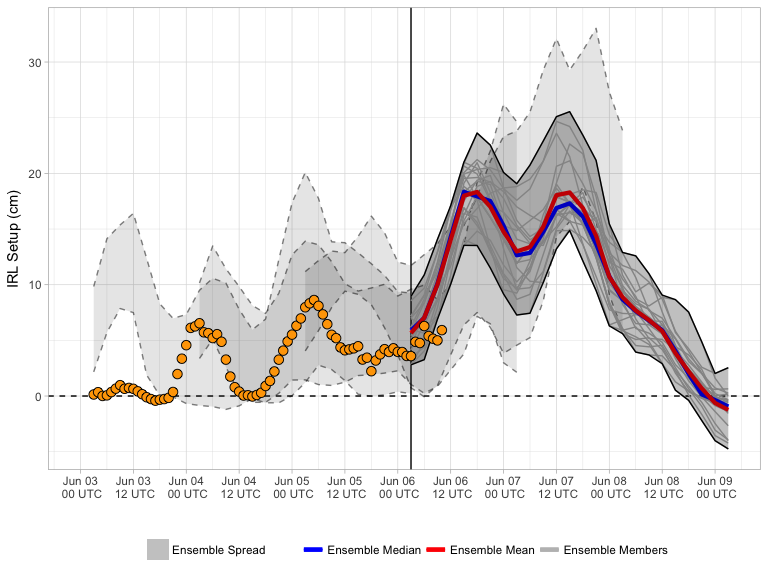 30
20
10
0
IRL Setup (cm)
Jun 03 Jun 03 Jun 04 Jun 04 Jun 05 Jun 05 Jun 06 Jun 06 Jun 07 Jun 07 Jun 08 Jun 08 Jun 09
00 UTC 12 UTC 00 UTC 12 UTC 00 UTC 12 UTC 00 UTC 12 UTC 00 UTC 12 UTC 00 UTC 12 UTC 00 UTC
Ensemble Spread Ensemble Median Ensemble Mean Ensemble Members